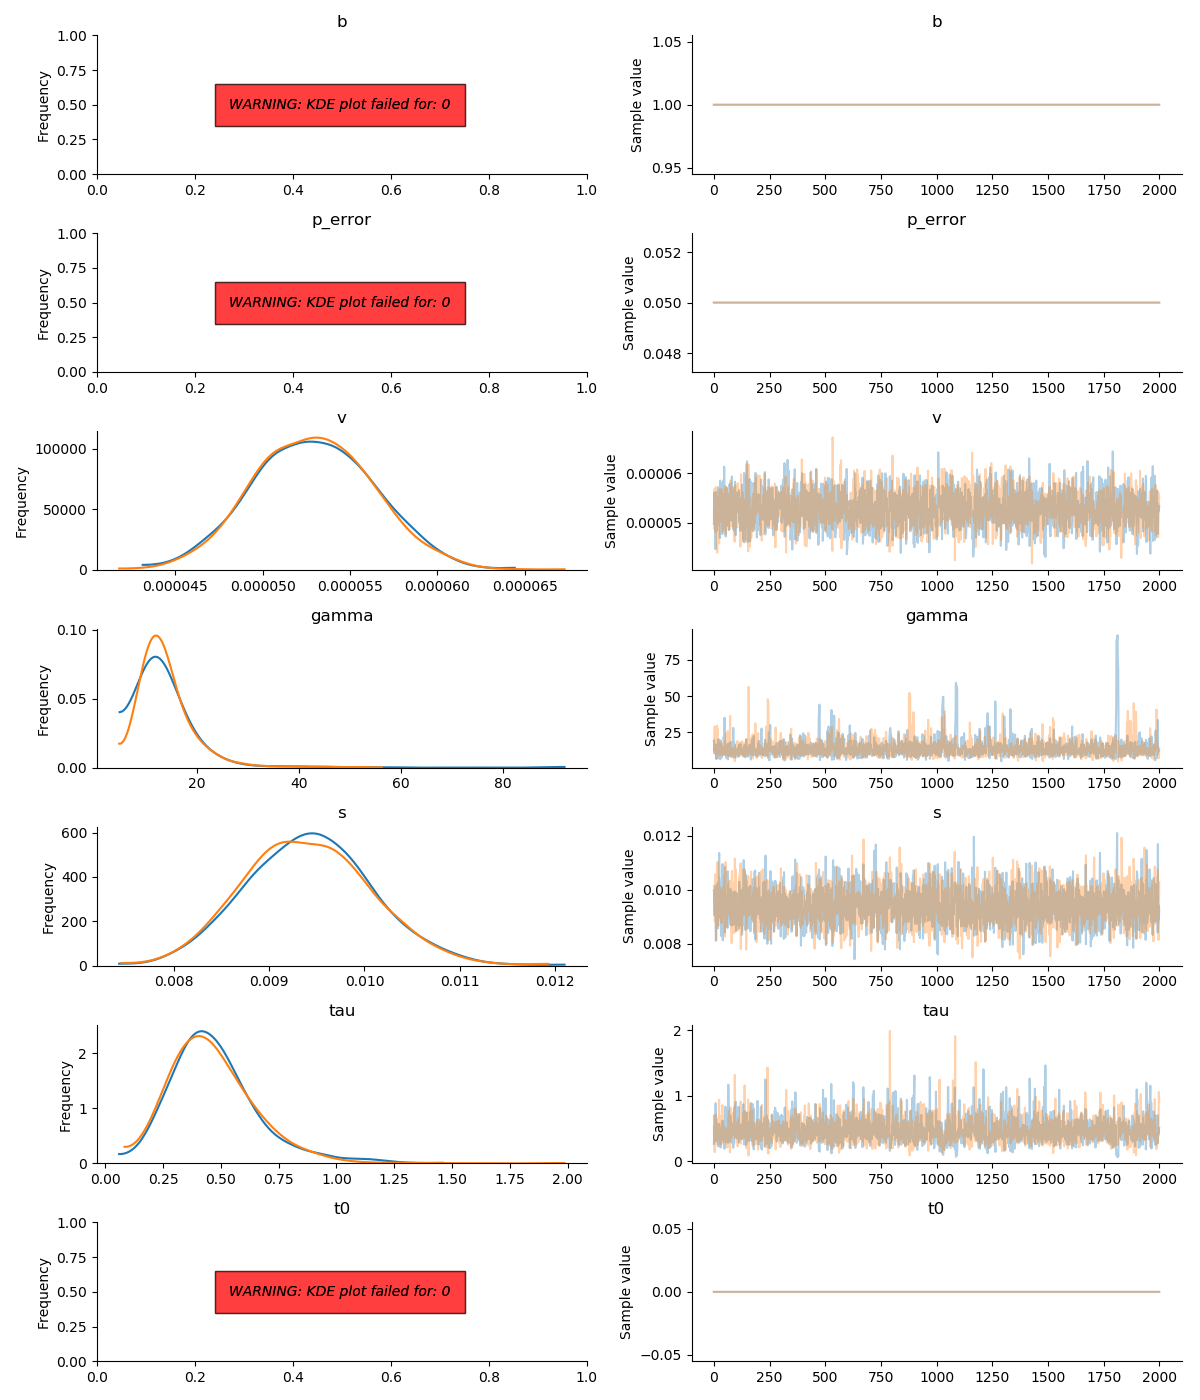 b
1.00
0.75
0.50
0.25
0.00
Frequency
WARNING: KDE plot failed for: 0
0.0 0.2 0.4 0.6 0.8 1.0
b
1.05
1.00
0.95
Sample value
0 250 500 750 1000 1250 1500 1750 2000
p_error
1.00
0.75
0.50
0.25
0.00
Frequency
WARNING: KDE plot failed for: 0
0.0 0.2 0.4 0.6 0.8 1.0
p_error
0.052
0.050
0.048
Sample value
0 250 500 750 1000 1250 1500 1750 2000
v
100000
50000
0
Frequency
0.000045 0.000050 0.000055 0.000060 0.000065
v
0.00006
0.00005
Sample value
0 250 500 750 1000 1250 1500 1750 2000
gamma
0.10
0.05
0.00
Frequency
20 40 60 80
gamma
75
50
25
Sample value
0 250 500 750 1000 1250 1500 1750 2000
s
600
400
200
0
Frequency
0.008 0.009 0.010 0.011 0.012
s
0.012
0.010
0.008
Sample value
0 250 500 750 1000 1250 1500 1750 2000
tau
2
1
0
Frequency
0.00 0.25 0.50 0.75 1.00 1.25 1.50 1.75 2.00
tau
2
1
0
Sample value
0 250 500 750 1000 1250 1500 1750 2000
t0
1.00
0.75
0.50
0.25
0.00
Frequency
WARNING: KDE plot failed for: 0
0.0 0.2 0.4 0.6 0.8 1.0
t0
0.05
0.00
−0.05
Sample value
0 250 500 750 1000 1250 1500 1750 2000